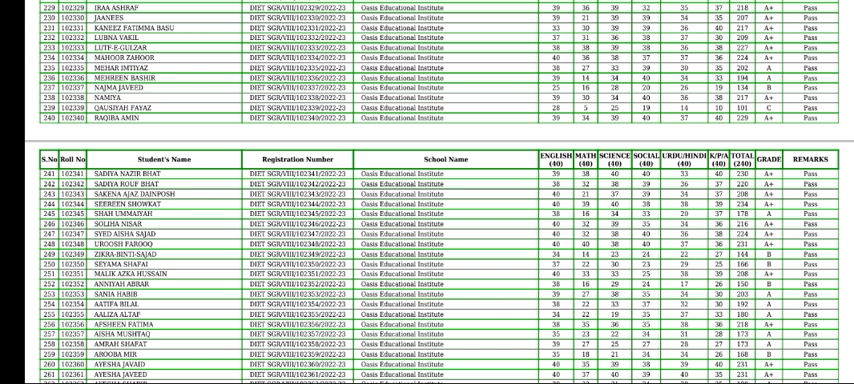 229 102329 IRAA ASHRAF DIET SGR/VIII/102329/2022-23 Oasis Educational Institute 39 36 39 32 35 37 218 A+ Pass
230 102330 JAANEES DIET SGR/VIII/102330/2022-23 Oasis Educational Institute 39 21 39 39 34 35 207 A+ Pass
231 102331 KANEEZ FATIMMA BASU DIET SGR/VIII/102331/2022-23 Oasis Educational Institute 33 30 39 39 36 40 217 A+ Pass
232 102332 LUBNA VAKIL DIET SGR/VIII/102332/2022-23 Oasis Educational Institute 37 31 36 38 37 30 209 A+ Pass
233 102333 LUTF-E-GULZAR DIET SGR/VIII/102333/2022-23 Oasis Educational Institute 38 38 39 38 36 38 227 A+ Pass
234 102334 MAHOOR ZAHOOR DIET SGR/VIII/102334/2022-23 Oasis Educational Institute 40 36 38 37 37 36 224 A+ Pass
235 102335 MEHAR IMTIYAZ DIET SGR/VIII/102335/2022-23 Oasis Educational Institute 38 27 33 39 30 35 202 A Pass
236 102336 MEHREEN BASHIR DIET SGR/VIII/102336/2022-23 Oasis Educational Institute 39 14 34 40 34 33 194 A Pass
237 102337 NAJMA JAVEED DIET SGR/VIII/102337/2022-23 Oasis Educational Institute 25 16 28 20 26 19 134 B Pass
238 102338 NAMIYA DIET SGR/VIII/102338/2022-23 Oasis Educational Institute 39 30 34 40 36 38 217 A+ Pass
239 102339 QAUSIYAH FAYAZ DIET SGR/VIII/102339/2022-23 Oasis Educational Institute 28 5 25 19 14 10 101 C Pass
240 102340 RAQIBA AMIN DIET SGR/VIII/102340/2022-23 Oasis Educational Institute 39 34 39 40 37 40 229 A+ Pass
S.No Roll No Student's Name Registration Number School Name ENGLISH (40) MATH (40) SCIENCE (40) SOCIAL (40) URDU/HINDI (40) K/P/A (40) TOTAL (240) GRADE REMARKS
241 102341 SADIYA NAZIR BHAT DIET SGR/VIII/102341/2022-23 Oasis Educational Institute 39 38 40 40 33 40 230 A+ Pass
242 102342 SADIYA ROUF BHAT DIET SGR/VIII/102342/2022-23 Oasis Educational Institute 38 32 38 39 36 37 220 A+ Pass
243 102343 SAKENA AJAZ DAINPOSH DIET SGR/VIII/102343/2022-23 Oasis Educational Institute 40 21 37 39 34 37 208 A+ Pass
244 102344 SEEREEN SHOWKAT DIET SGR/VIII/102344/2022-23 Oasis Educational Institute 40 39 40 38 38 39 234 A+ Pass
245 102345 SHAH UMMAIYAH DIET SGR/VIII/102345/2022-23 Oasis Educational Institute 38 16 34 33 20 37 178 A Pass
246 102346 SOLIHA NISAR DIET SGR/VIII/102346/2022-23 Oasis Educational Institute 40 32 39 35 34 36 216 A+ Pass
247 102347 SYED AISHA SAJAD DIET SGR/VIII/102347/2022-23 Oasis Educational Institute 40 32 40 38 36 38 224 A+ Pass
248 102348 UROOSH FAROOQ DIET SGR/VIII/102348/2022-23 Oasis Educational Institute 40 40 38 40 37 36 231 A+ Pass
249 102349 ZIKRA-BINTI-SAJAD DIET SGR/VIII/102349/2022-23 Oasis Educational Institute 34 14 23 24 22 27 144 B Pass
250 102350 SEYAMA SHAFAI DIET SGR/VIII/102350/2022-23 Oasis Educational Institute 37 22 30 23 29 25 166 B Pass
251 102351 MALIK AZKA HUSSAIN DIET SGR/VIII/102351/2022-23 Oasis Educational Institute 40 33 33 25 38 39 208 A+ Pass
252 102352 ANNIYAH ABRAR DIET SGR/VIII/102352/2022-23 Oasis Educational Institute 38 16 29 24 17 26 150 B Pass
253 102353 SANIA HABIB DIET SGR/VIII/102353/2022-23 Oasis Educational Institute 39 27 38 35 34 30 203 A Pass
254 102354 AATIFA BILAL DIET SGR/VIII/102354/2022-23 Oasis Educational Institute 38 22 33 37 32 30 192 A Pass
255 102355 AALIZA ALTAF DIET SGR/VIII/102355/2022-23 Oasis Educational Institute 34 22 19 35 37 33 180 A Pass
256 102356 AFSHEEN FATIMA DIET SGR/VIII/102356/2022-23 Oasis Educational Institute 38 35 36 35 38 36 218 A+ Pass
257 102357 AISHA MUSHTAQ DIET SGR/VIII/102357/2022-23 Oasis Educational Institute 35 23 22 34 31 28 173 A Pass
258 102358 AMRAH SHAFAT DIET SGR/VIII/102358/2022-23 Oasis Educational Institute 39 27 25 27 28 27 173 A Pass
259 102359 AROOBA MIR DIET SGR/VIII/102359/2022-23 Oasis Educational Institute 35 18 21 34 34 26 168 B Pass
260 102360 AYESHA JAVAID DIET SGR/VIII/102360/2022-23 Oasis Educational Institute 40 35 39 39 38 40 231 A+ Pass
261 102361 AYESHA JAVEED DIET SGR/VIII/102361/2022-23 Oasis Educational Institute 40 37 40 39 40 35 231 A+ Pass